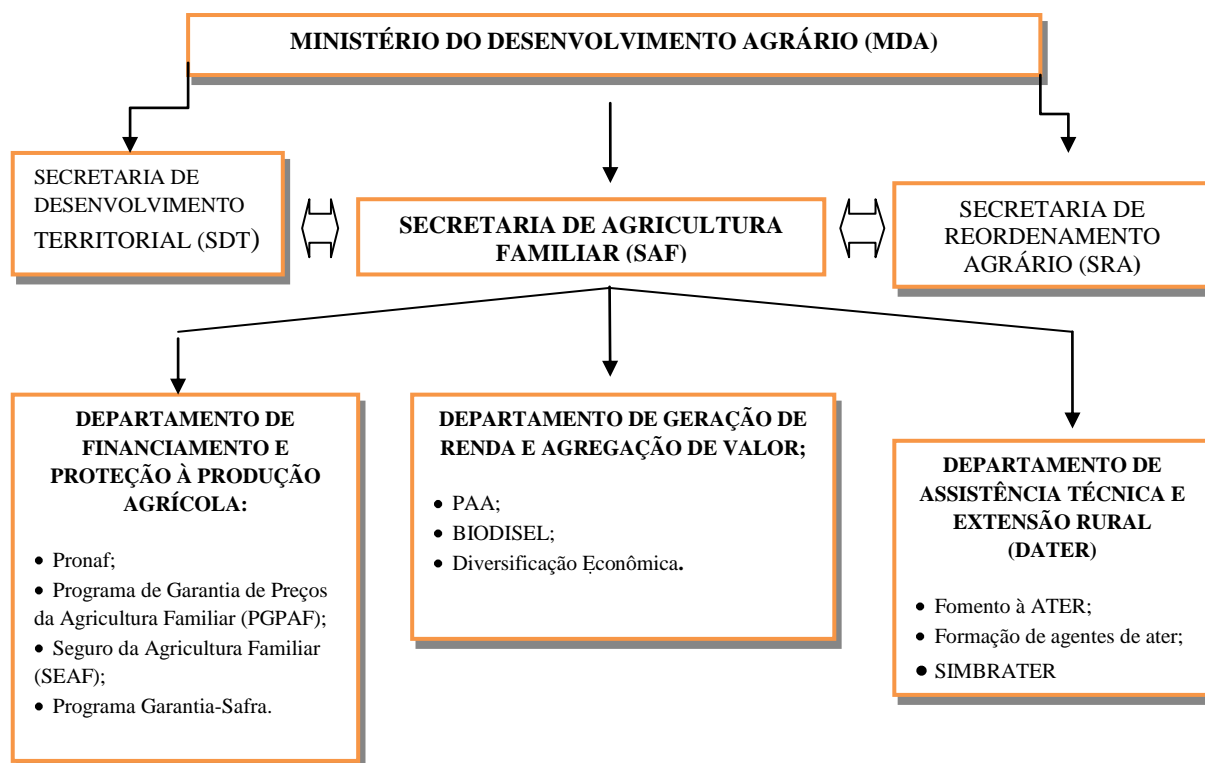 MINISTÉRIO DO DESENVOLVIMENTO AGRÁRIO (MDA)
SECRETARIA DE
DESENVOLVIMENTO
TERRITORIAL (SDT)
SECRETARIA DE AGRICULTURA
FAMILIAR (SAF)
SECRETARIA DE
REORDENAMENTO
AGRÁRIO (SRA)
DEPARTAMENTO DE
FINANCIAMENTO E
PROTEÇÃO À PRODUÇÃO
AGRÍCOLA:
• Pronaf;
• Programa de Garantia de Preços
da Agricultura Familiar (PGPAF);
• Seguro da Agricultura Familiar
(SEAF);
• Programa Garantia-Safra.
DEPARTAMENTO DE GERAÇÃO DE
RENDA E AGREGAÇÃO DE VALOR;
• PAA;
• BIODISEL;
• Diversificação Econômica.
DEPARTAMENTO DE
ASSISTÊNCIA TÉCNICA E
EXTENSÃO RURAL
(DATER)
• Fomento à ATER;
• Formação de agentes de ater;
• SIMBRATER